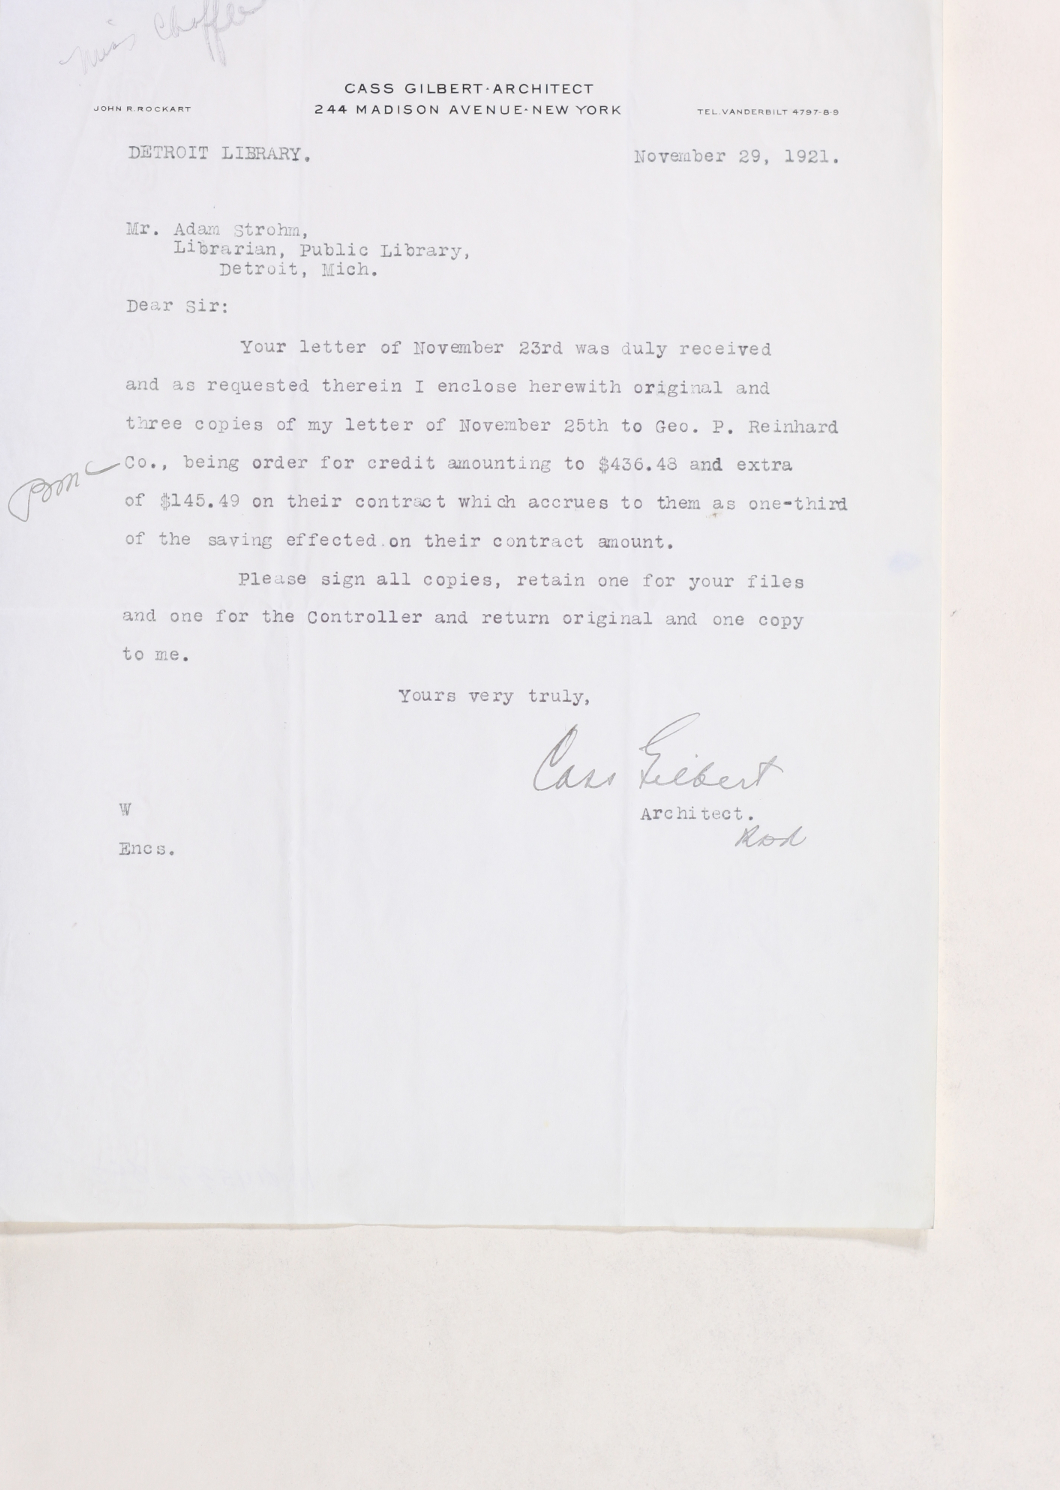 Miss
CASS GILBERT-ARCHITECT
JOHN R. ROCKART
244 MADISON AVENUE-NEW YORK
TEL. VANDERBILT 4797-8-9
DETROIT LIBRARY.
November 29, 1921.
Mr. Adam Strohm,
Librarian, Public Library,
Detroit, Mich.
Dear Sir:
Your letter of November 23rd was duly received
and as requested therein I enclose herewith original and
three copies of my letter of November 25th to Geo. P. Reinhard
Co., being order for credit amounting to $436.48 and extra
of $145.49 on their contract which accrues to them as one-third
of the saving effected on their contract amount.
Please sign all copies, retain one for your files
and one for the Controller and return original and one copy
to me.
Yours very truly,
Cass Gilbert
W
Architect.
Encs.